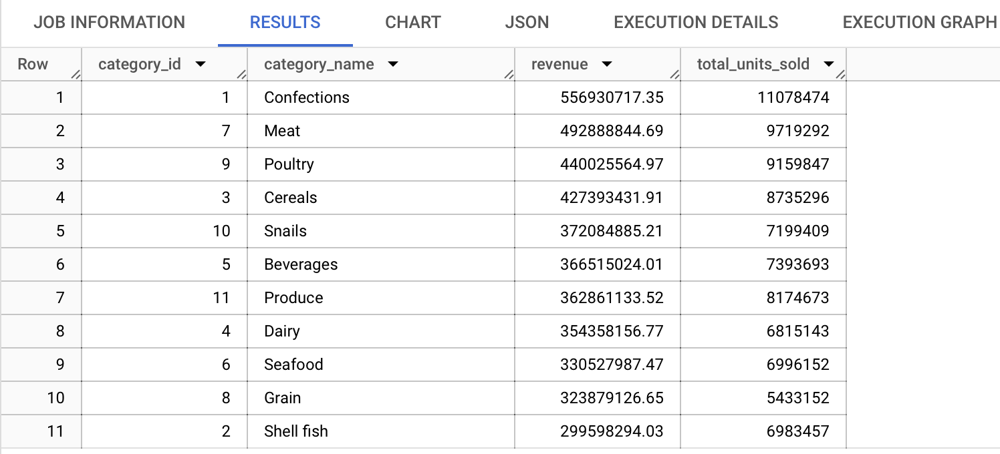 JOB INFORMATION RESULTS CHART JSON EXECUTION DETAILS EXECUTION GRAPH
Row category_id category_name revenue total_units_sold
1 1 Confections 556930717.35 11078474
2 7 Meat 492888844.69 9719292
3 9 Poultry 440025564.97 9159847
4 3 Cereals 427393431.91 8735296
5 10 Snails 372084885.21 7199409
6 5 Beverages 366515024.01 7393693
7 11 Produce 362861133.52 8174673
8 4 Dairy 354358156.77 6815143
9 6 Seafood 330527987.47 6996152
10 8 Grain 323879126.65 5433152
11 2 Shell fish 299598294.03 6983457